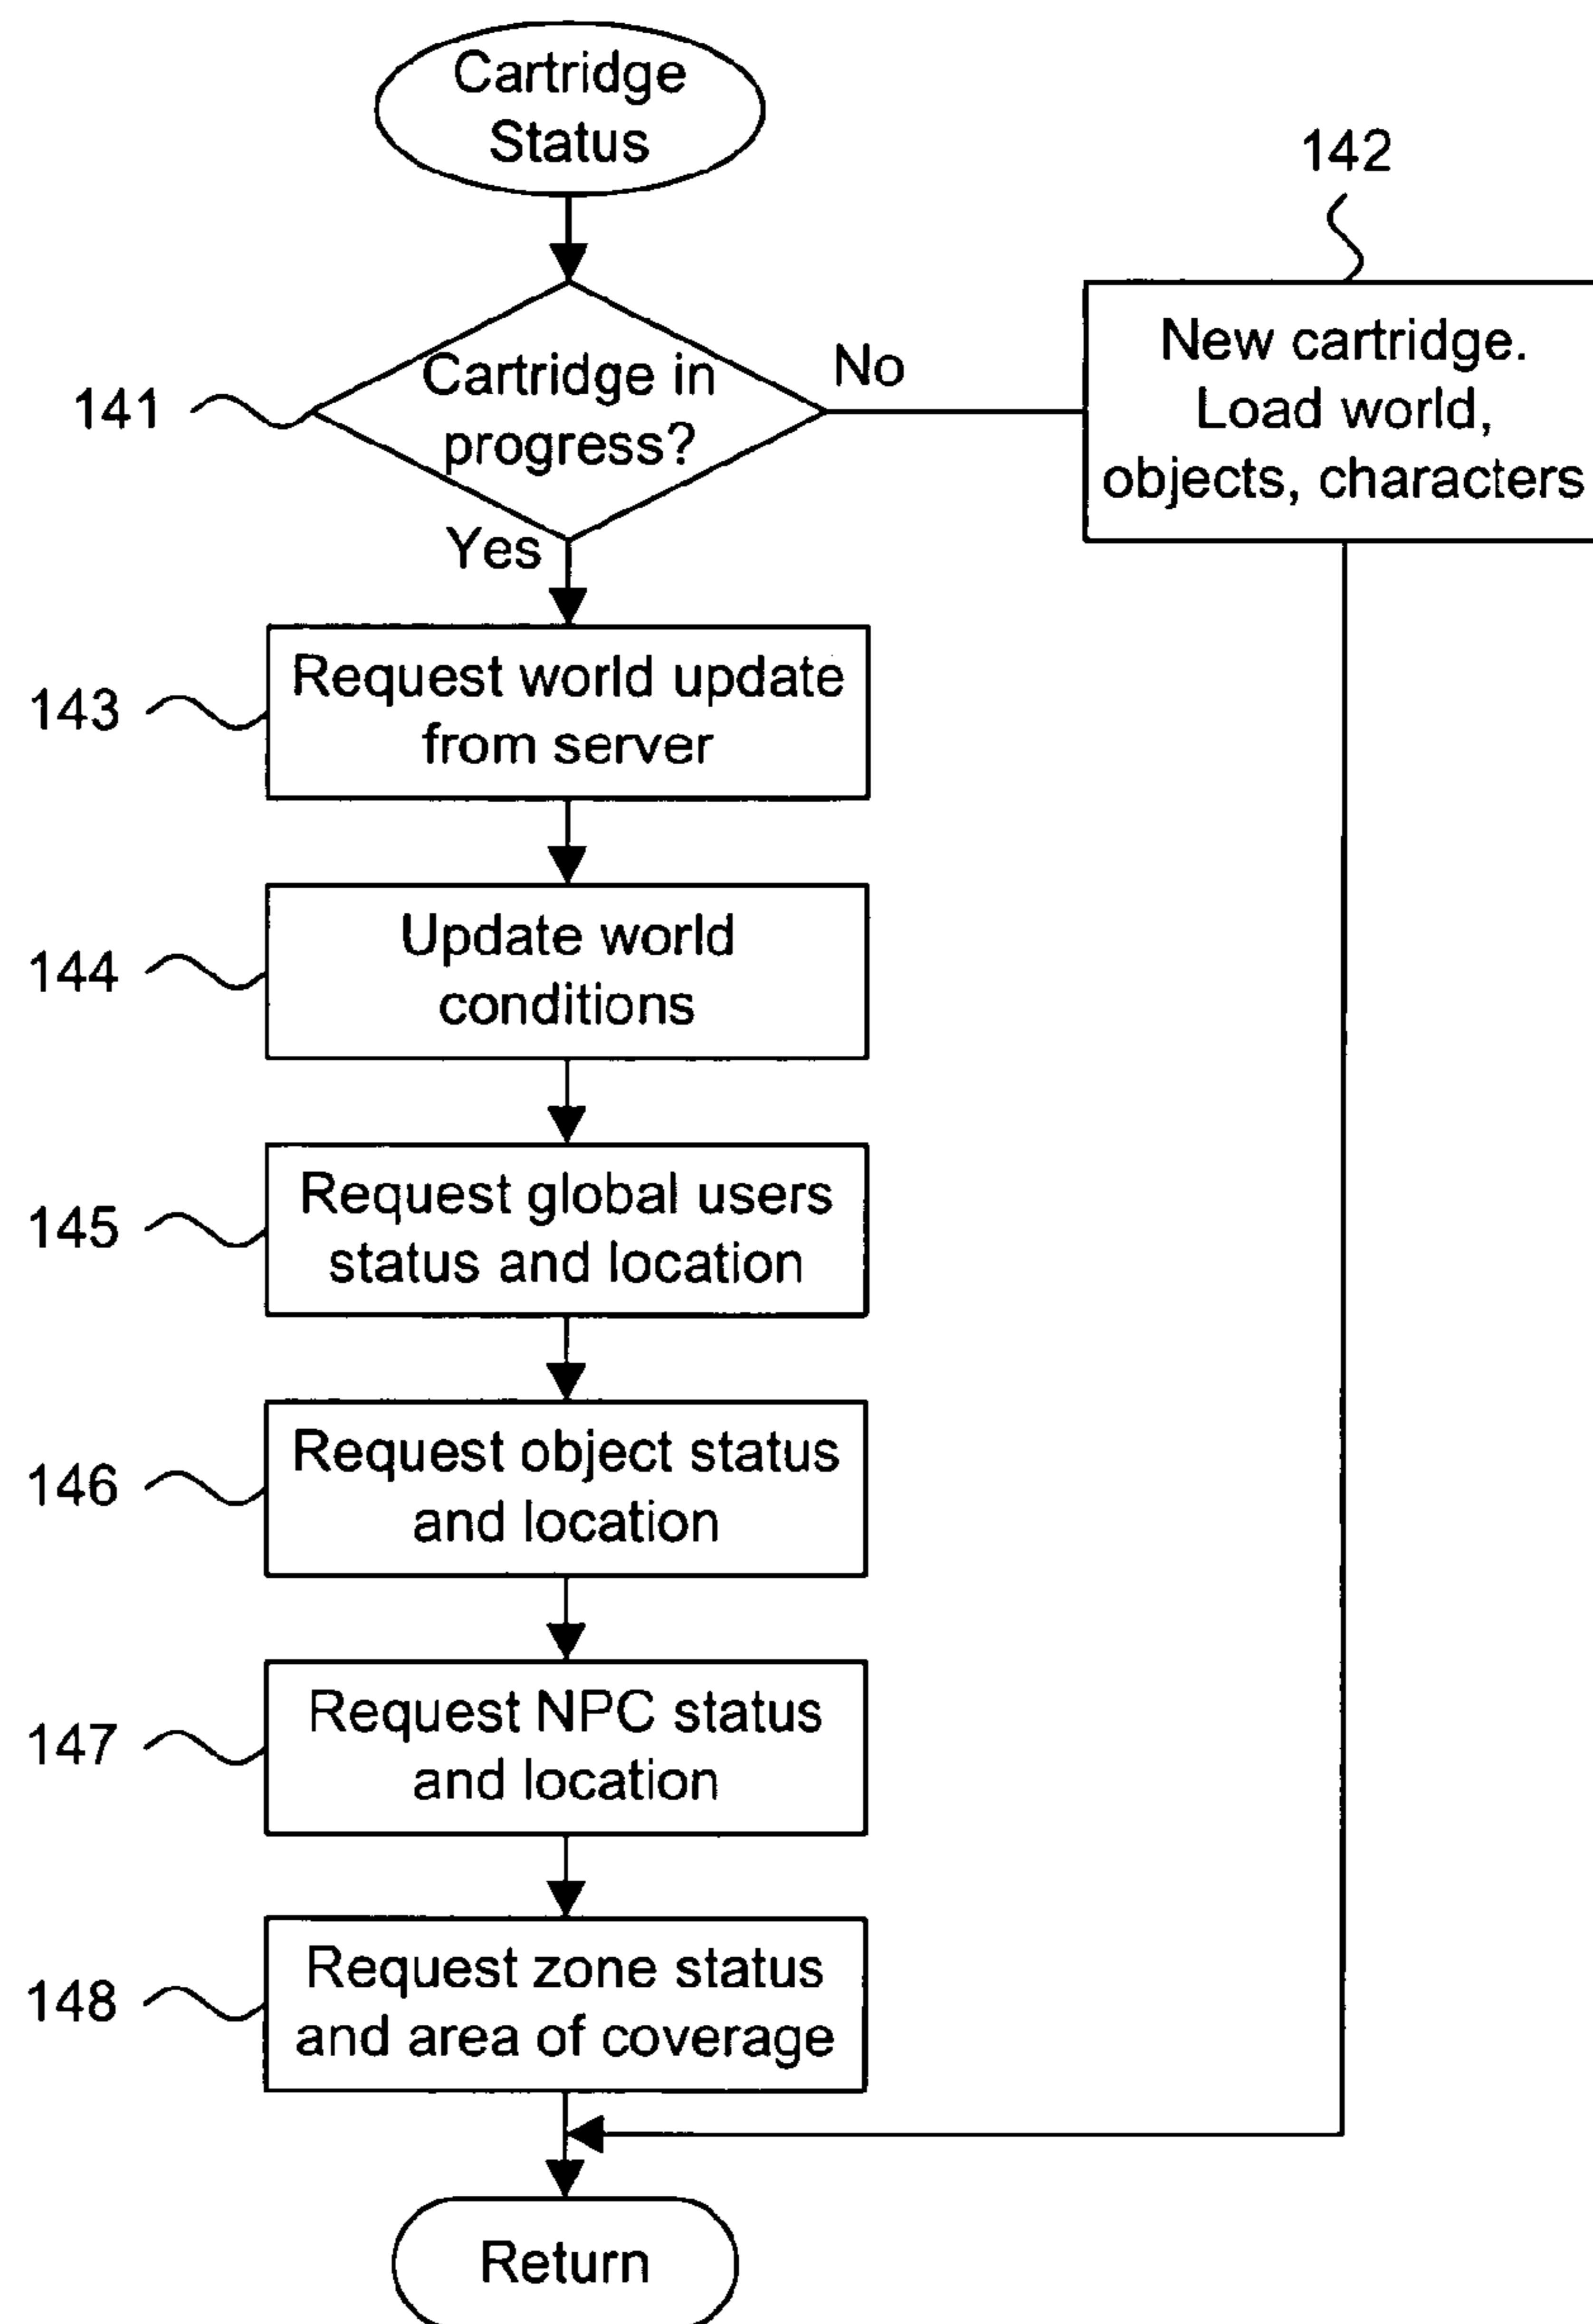 Cartridge
Status
142
New cartridge.
Load world,
objects, characters
141
Cartridge in
progress?
No
Yes
143
Request world update
from server
144
Update world
conditions
145
Request global users
status and location
146
Request object status
and location
147
Request NPC status
and location
148
Request zone status
and area of coverage
Return